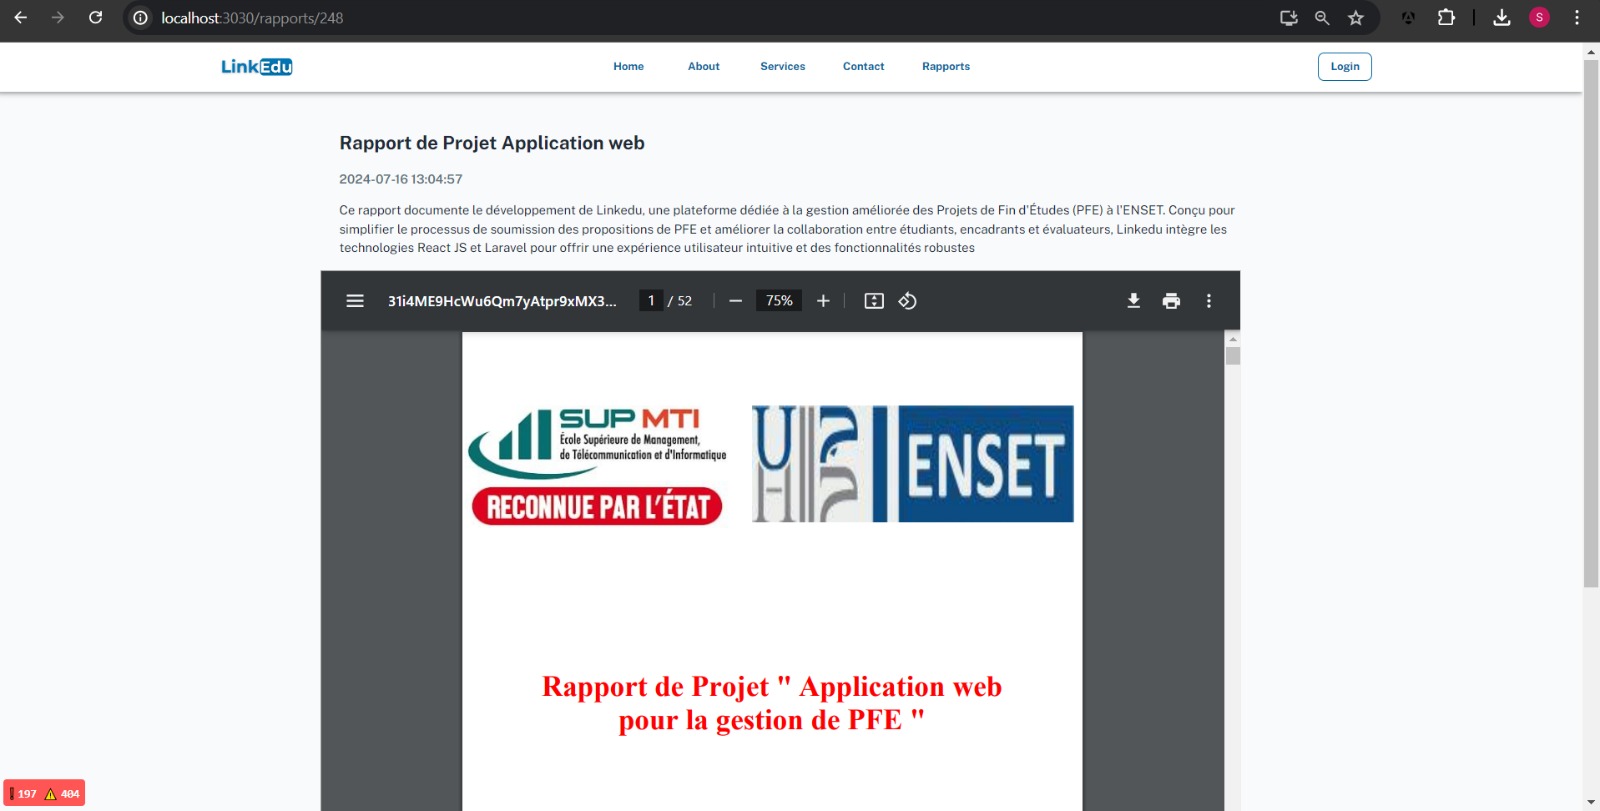 localhost:3030/rapports/248
S
LinkEdu
Home About Services Contact Rapports
Login
Rapport de Projet Application web
2024-07-16 13:04:57
Ce rapport documente le développement de Linkedu, une plateforme dédiée à la gestion améliorée des Projets de Fin d'Études (PFE) à l'ENSET. Conçu pour
simplifier le processus de soumission des propositions de PFE et améliorer la collaboration entre étudiants, encadrants et évaluateurs, Linkedu intègre les
technologies React JS et Laravel pour offrir une expérience utilisateur intuitive et des fonctionnalités robustes
31i4ME9HcWu6Qm7yAtpr9xMX3... 1 / 52 75%
SUP MTI
École Supérieure de Management,
de Télécommunication et d'Informatique
RECONNUE PAR L'ÉTAT
ENSET
Rapport de Projet " Application web
pour la gestion de PFE "
197 404